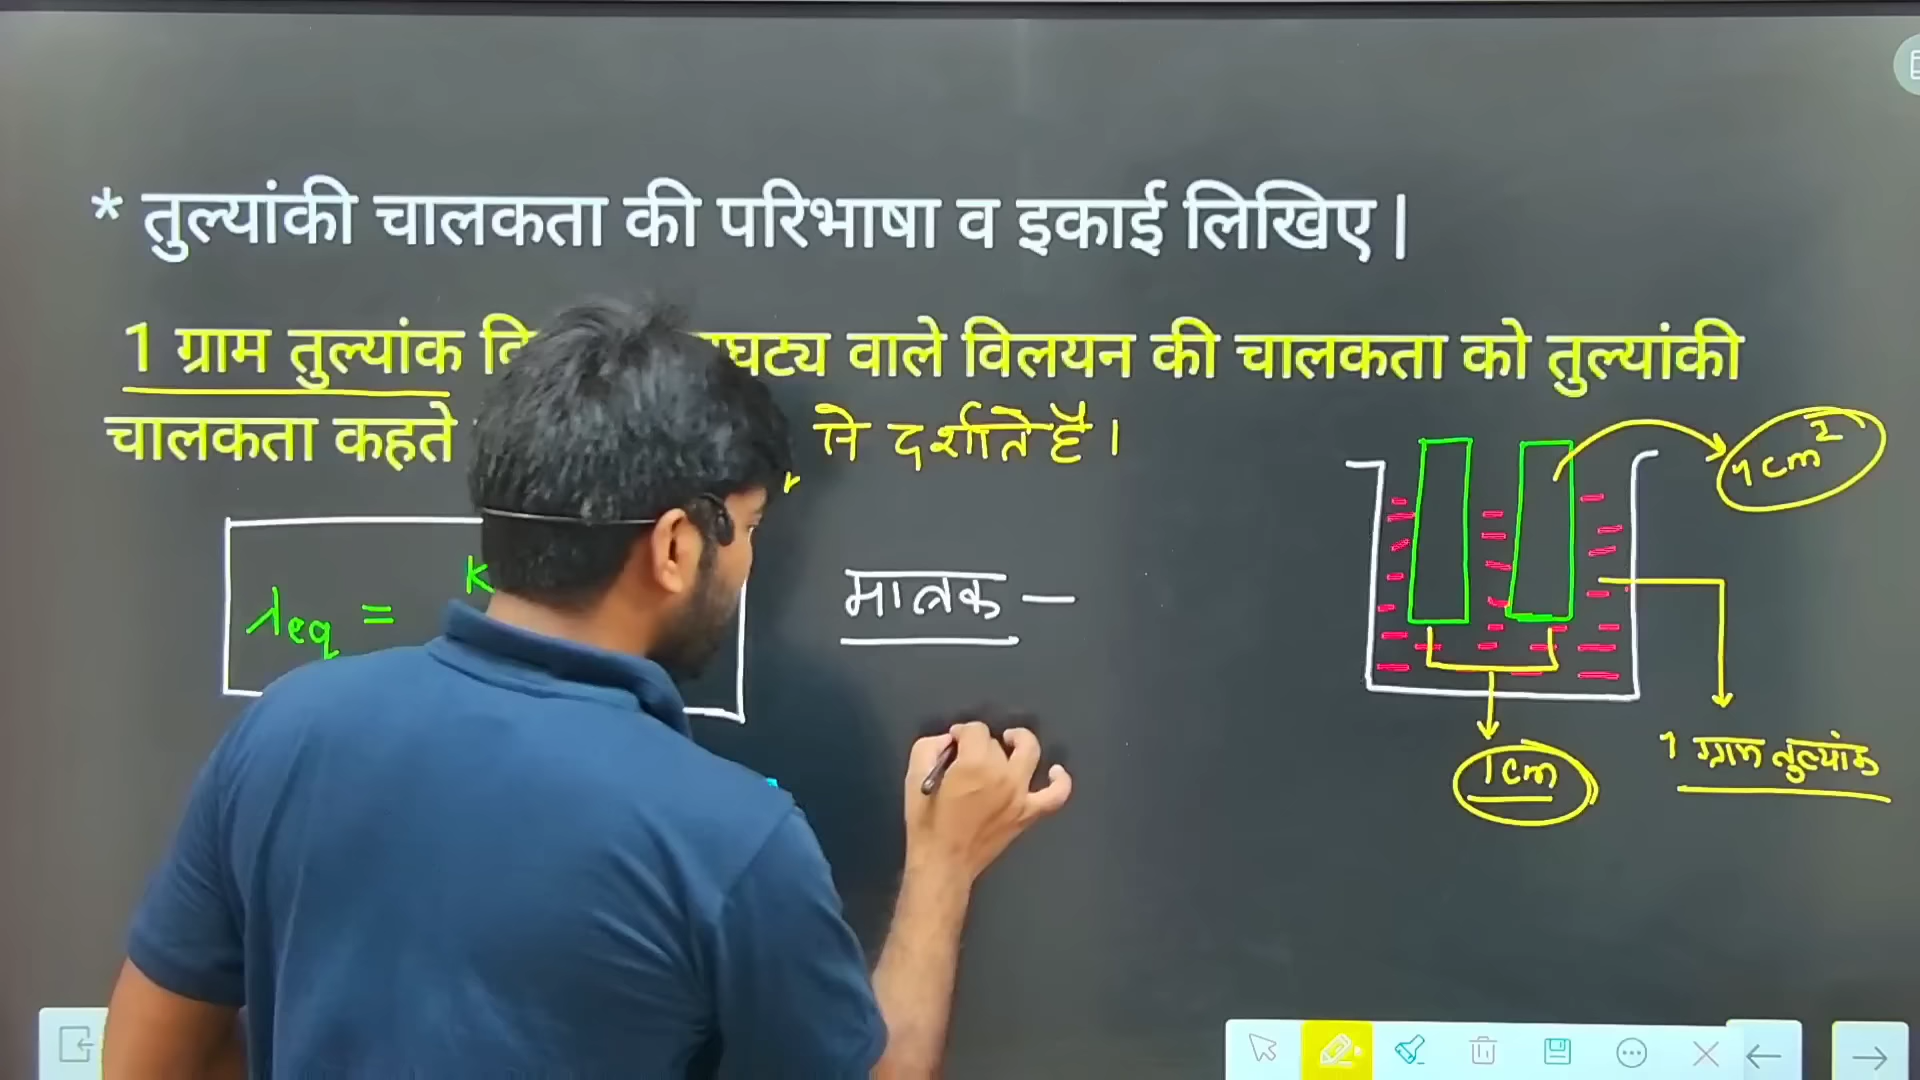 * तुल्यांकी चालकता की परिभाषा व इकाई लिखिए |
1 ग्राम तुल्यांक घट्य वाले विलयन की चालकता को तुल्यांकी
चालकता कहते से दर्शाते हैं ।
λeq = K
मात्रक –
1 cm²
1 cm
1 ग्राम तुल्यांक